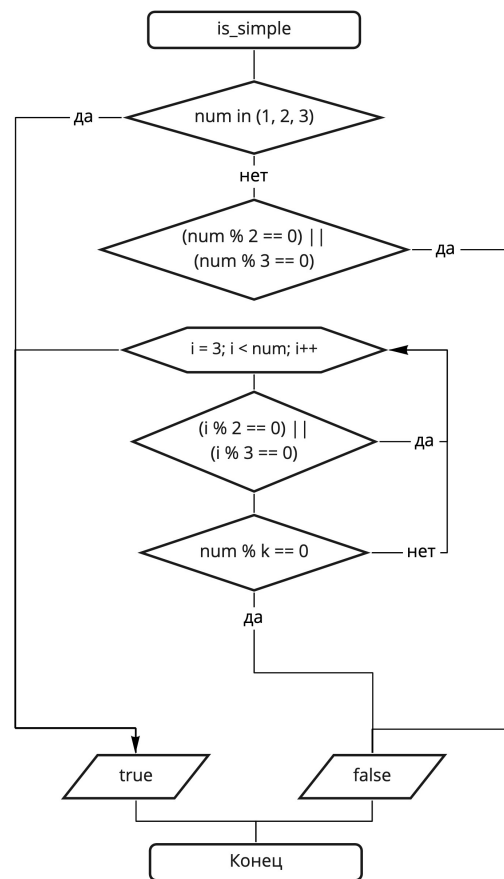 is_simple
num in (1, 2, 3)
да
нет
(num % 2 == 0) ||
(num % 3 == 0)
да
i = 3; i < num; i++
(i % 2 == 0) ||
(i % 3 == 0)
да
num % k == 0
нет
да
true
false
Конец